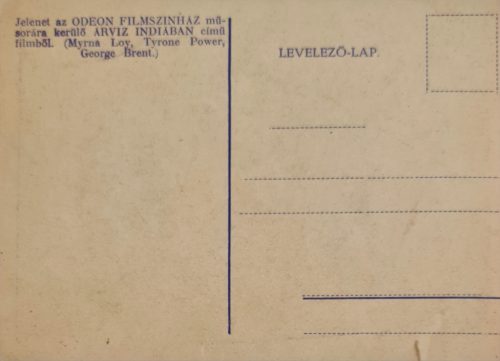 Jelenet az ODEON FILMSZINHÁZ mű-
sorára kerülő ÁRVIZ INDIÁBAN című
filmből. (Myrna Loy, Tyrone Power,
George Brent.)
LEVELEZŐ-LAP.